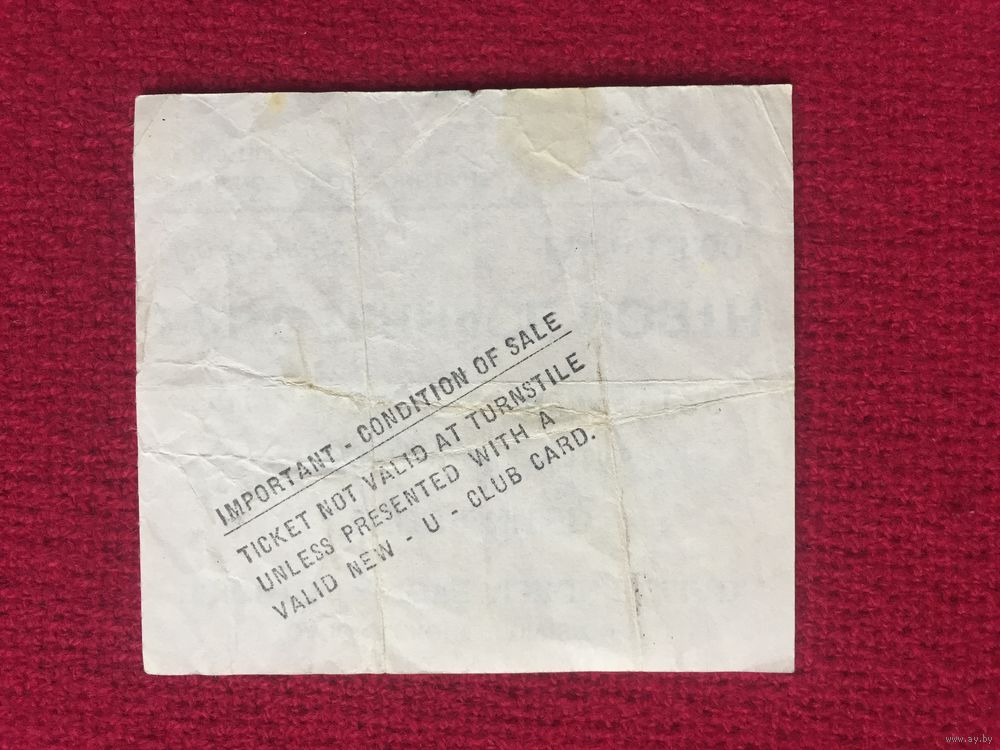 IMPORTANT - CONDITION OF SALE
TICKET NOT VALID AT TURNSTILE
UNLESS PRESENTED WITH A
VALID NEW - U - CLUB CARD.
www.ay.by